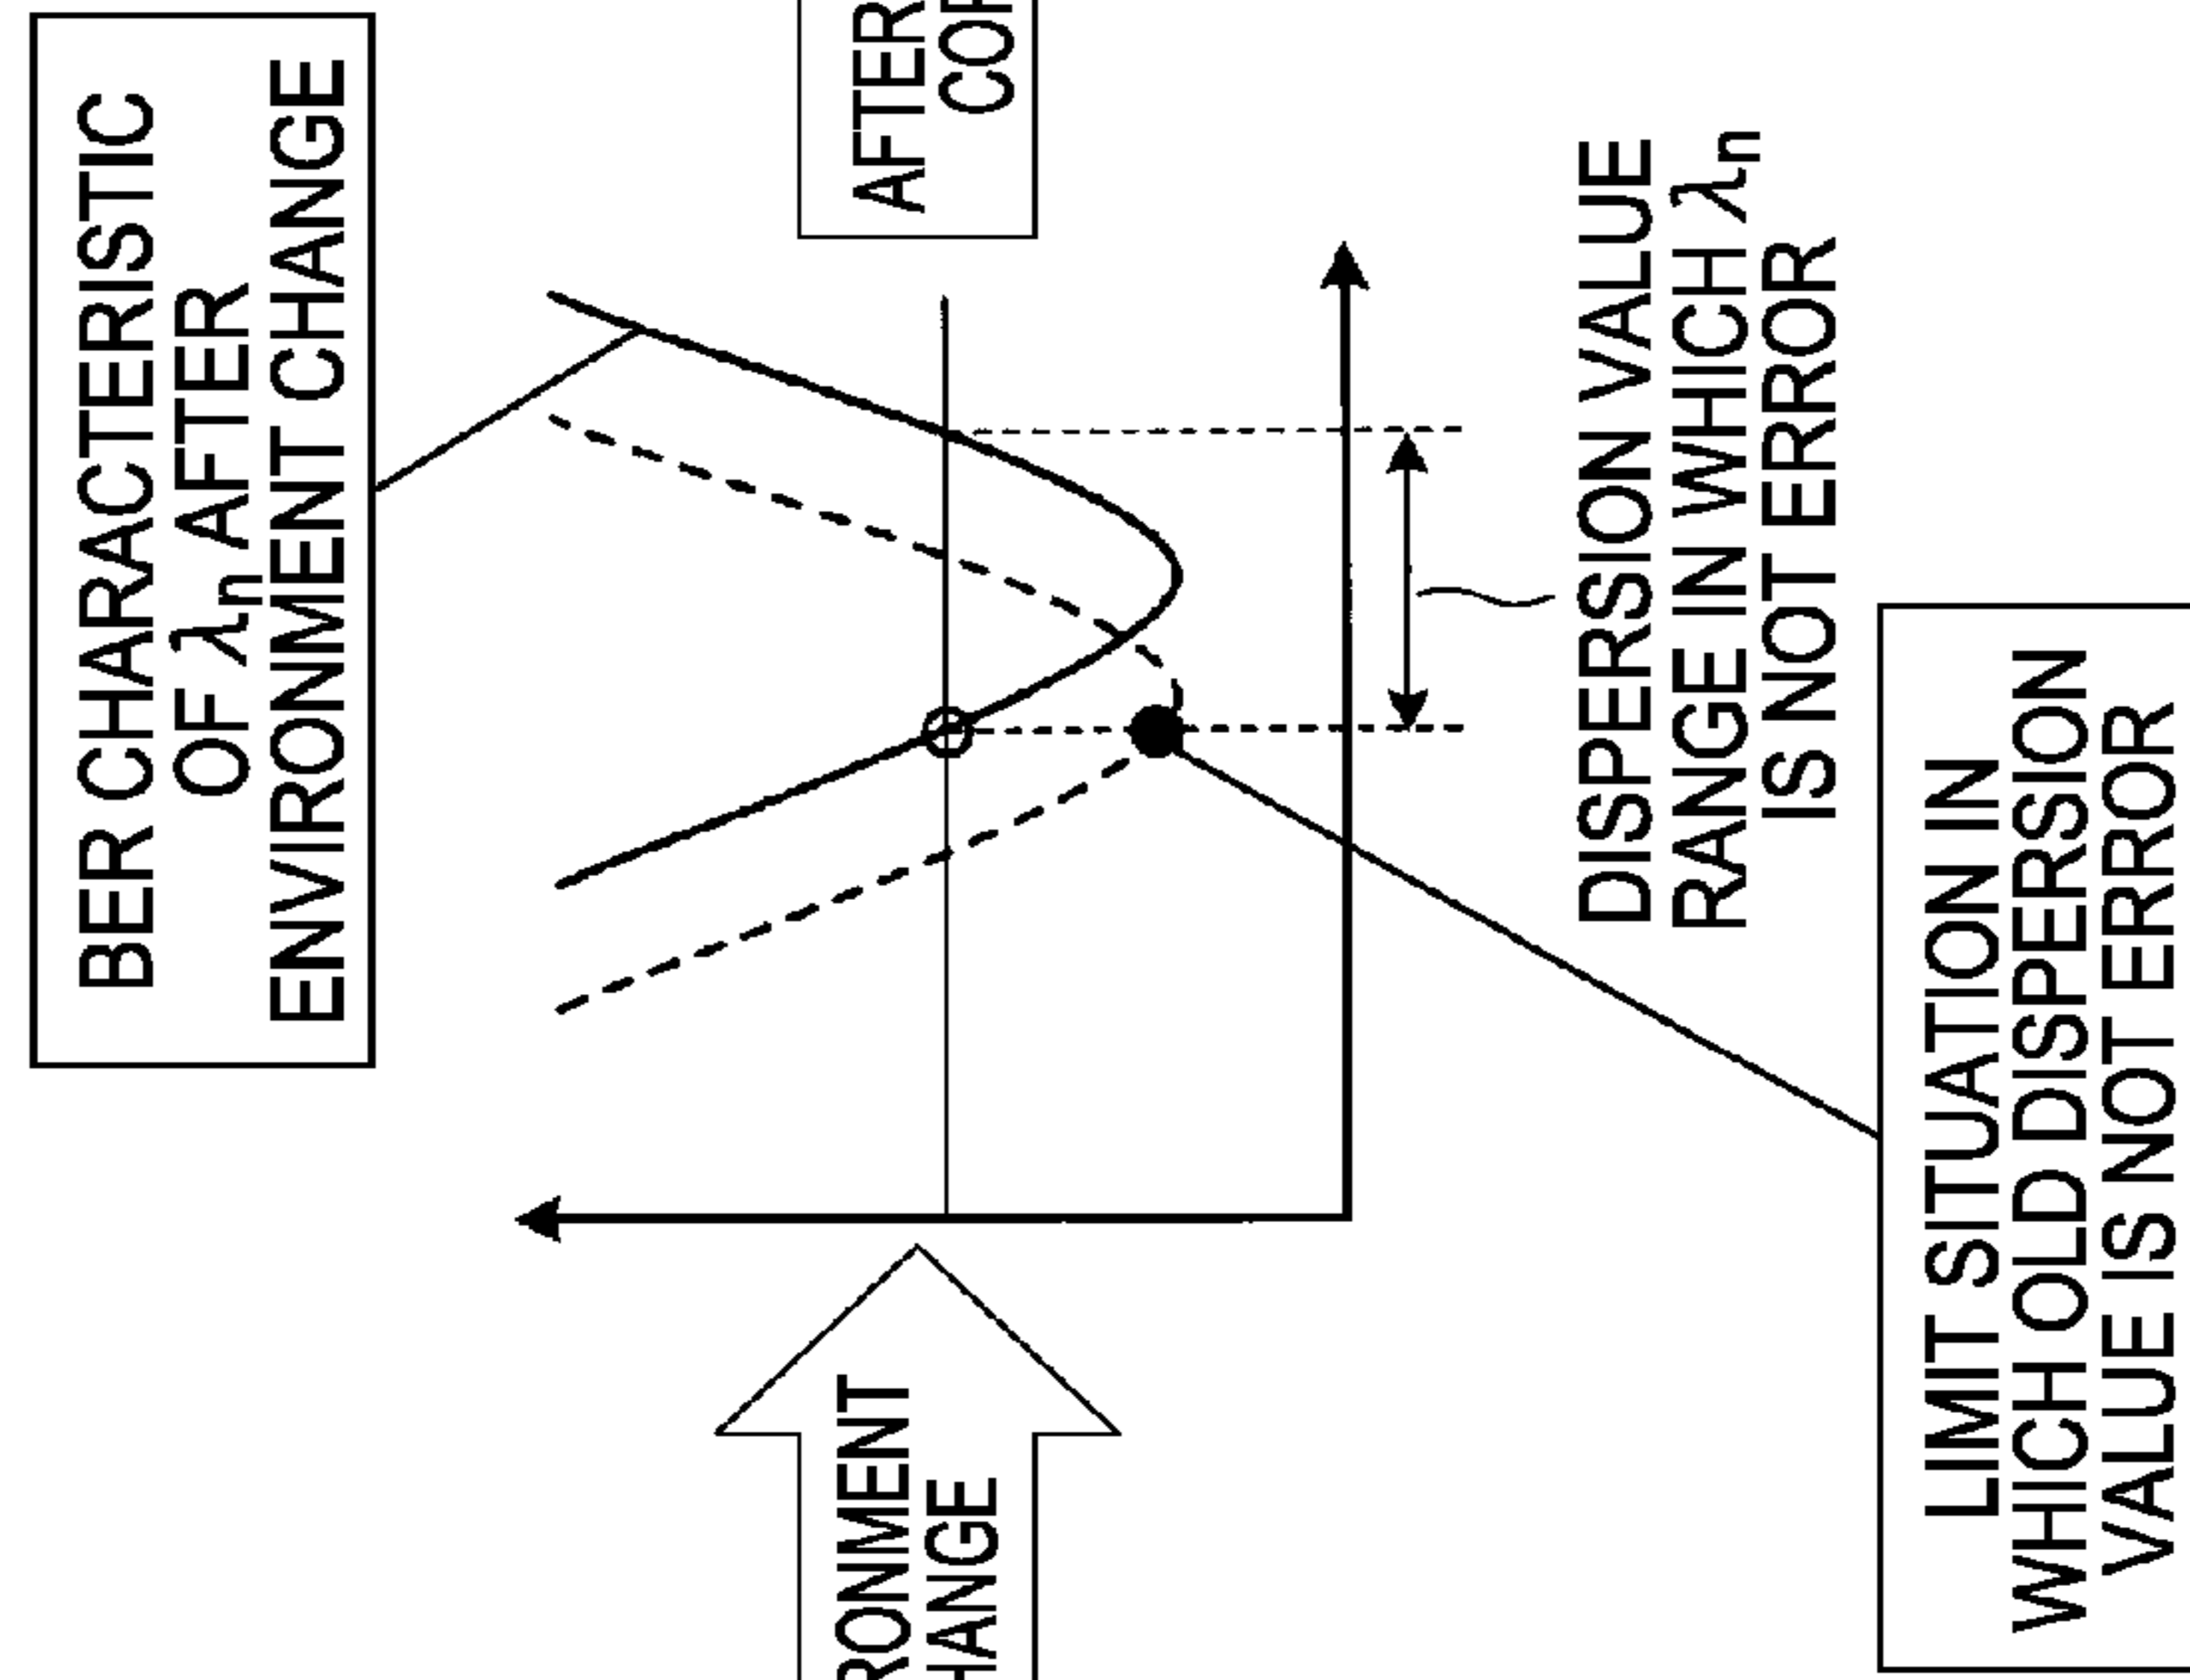 BER CHARACTERISTIC
OF λn AFTER
ENVIRONMENT CHANGE
AFTER
DISPERSION VALUE
RANGE IN WHICH λn
IS NOT ERROR
LIMIT SITUATION IN
WHICH OLD DISPERSION
VALUE IS NOT ERROR